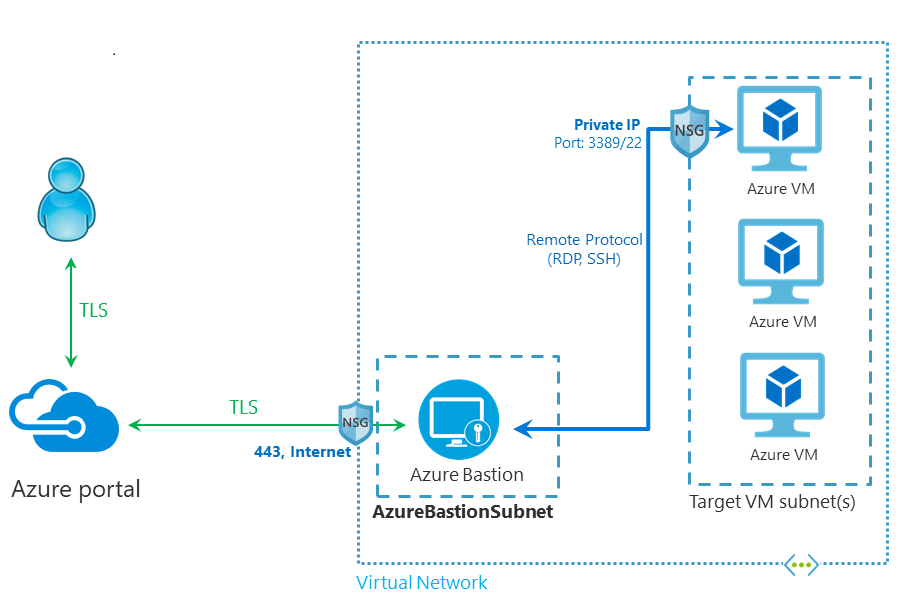 Private IP
Port: 3389/22
NSG
Azure VM
Remote Protocol
(RDP, SSH)
TLS
Azure VM
TLS
NSG
443, Internet
Azure VM
Azure Bastion
Azure portal
AzureBastionSubnet
Target VM subnet(s)
Virtual Network